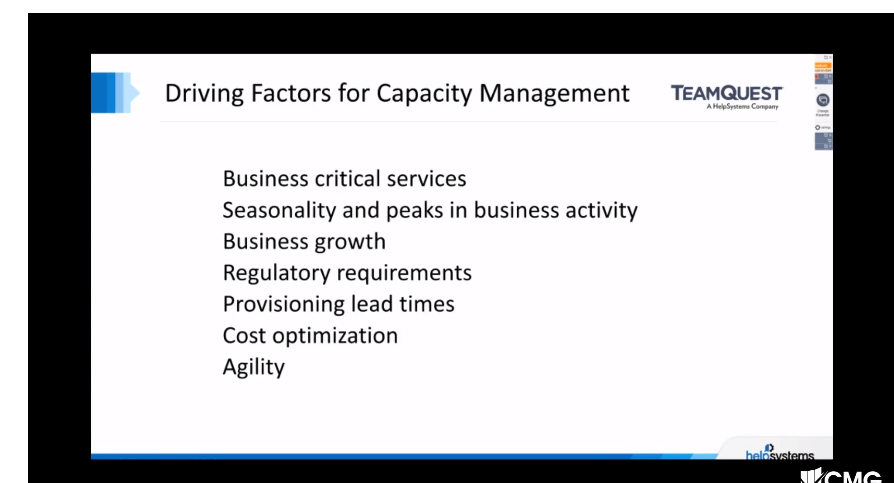 Driving Factors for Capacity Management
TEAMQUEST
A HelpSystems Company
Business critical services
Seasonality and peaks in business activity
Business growth
Regulatory requirements
Provisioning lead times
Cost optimization
Agility
helpsystems
CMG